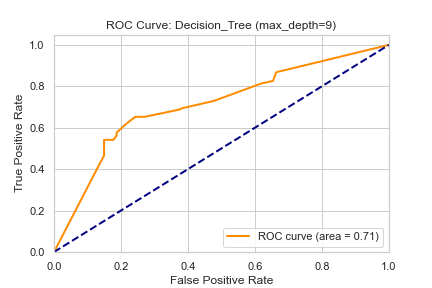 ROC Curve: Decision_Tree (max_depth=9)
1.0
0.8
0.6
0.4
0.2
0.0
True Positive Rate
ROC curve (area = 0.71)
0.0 0.2 0.4 0.6 0.8 1.0
False Positive Rate